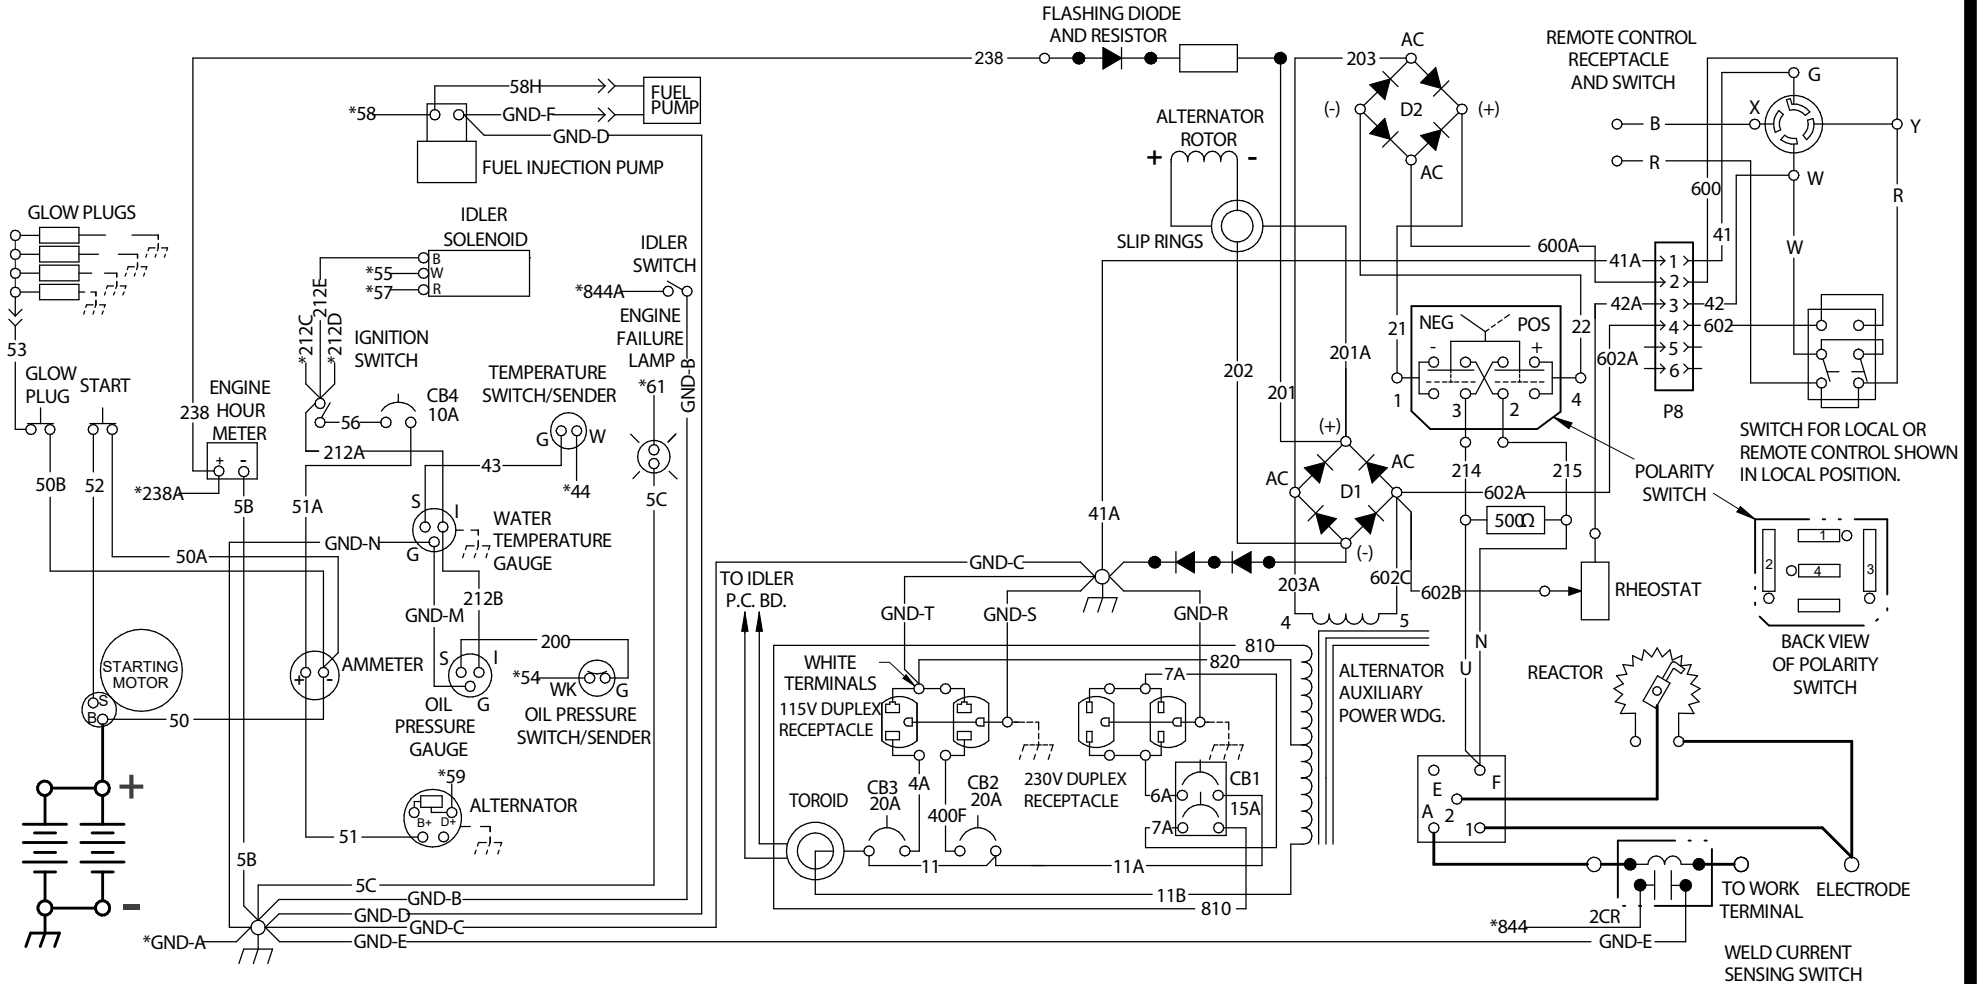 FLASHING DIODE
AND RESISTOR
238
203
AC
(-)
D2
(+)
AC
REMOTE CONTROL
RECEPTACLE
AND SWITCH
G
X
B
Y
R
W
600
R
41
W
58H
FUEL
PUMP
*58
GND-F
GND-D
FUEL INJECTION PUMP
ALTERNATOR
ROTOR
+
-
SLIP RINGS
GLOW PLUGS
53
IDLER
SOLENOID
B
W
R
*55
*57
212E
*212C
*212D
IDLER
SWITCH
*844A
ENGINE
FAILURE
LAMP
*61
GND-B
IGNITION
SWITCH
CB4
10A
56
212A
TEMPERATURE
SWITCH/SENDER
G
W
43
*44
5C
600A
41A
1
2
42A
3
42
4
602
5
602A
6
P8
21
NEG
POS
22
-
+
1
3
2
4
201A
202
201
(+)
AC
AC
D1
(-)
214
215
602A
500Ω
POLARITY
SWITCH
SWITCH FOR LOCAL OR
REMOTE CONTROL SHOWN
IN LOCAL POSITION.
1
2
4
3
BACK VIEW
OF POLARITY
SWITCH
GLOW
PLUG
START
ENGINE
HOUR
METER
238
+
-
*238A
50B
52
5B
51A
S
I
G
WATER
TEMPERATURE
GAUGE
GND-N
50A
212B
GND-M
200
AMMETER
+
-
S
I
G
*54
WK
G
OIL
PRESSURE
GAUGE
OIL PRESSURE
SWITCH/SENDER
STARTING
MOTOR
S
B
50
+
-
*59
B+
D+
ALTERNATOR
51
5B
5C
GND-B
GND-D
GND-C
*GND-A
GND-E
41A
GND-C
TO IDLER
P.C. BD.
GND-T
GND-S
GND-R
203A
602C
602B
RHEOSTAT
4
5
810
820
WHITE
TERMINALS
115V DUPLEX
RECEPTACLE
7A
ALTERNATOR
AUXILIARY
POWER WDG.
U
N
REACTOR
230V DUPLEX
RECEPTACLE
CB1
15A
6A
7A
4A
CB3
20A
CB2
20A
400F
TOROID
11
11A
11B
810
E
F
A
2
1
TO WORK
TERMINAL
ELECTRODE
2CR
*844
GND-E
WELD CURRENT
SENSING SWITCH